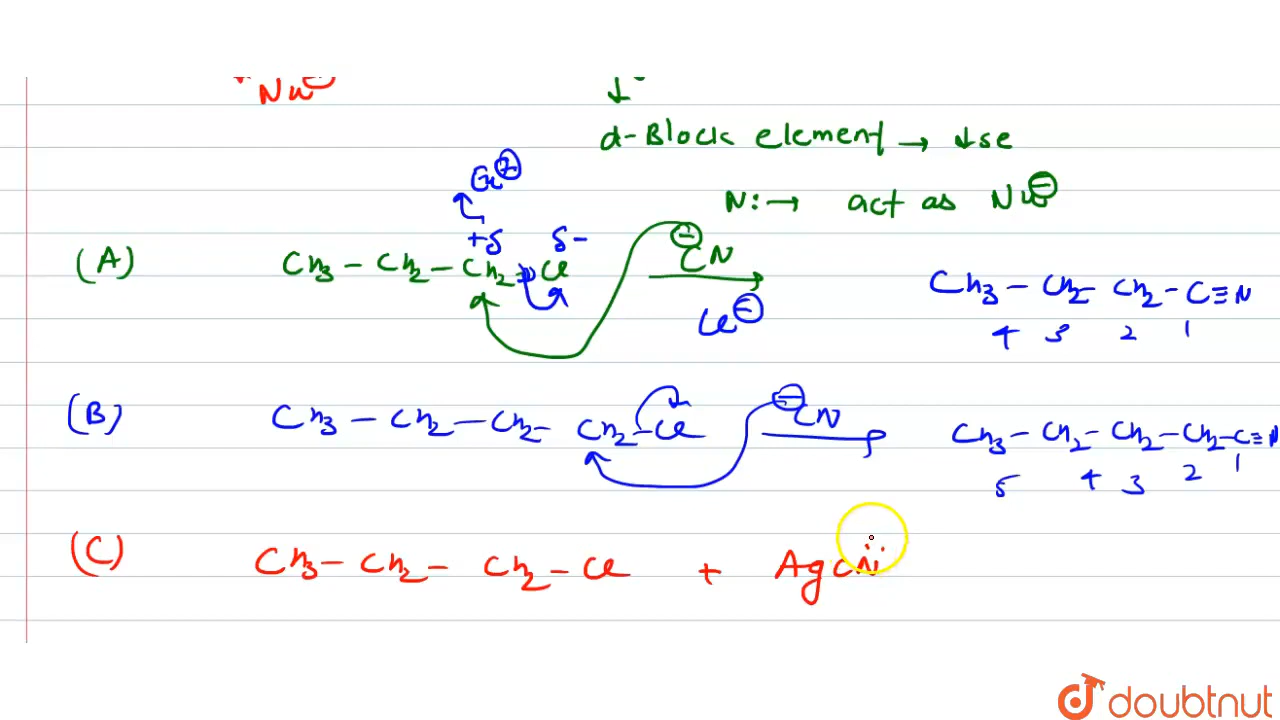 Nu⊖
↓
d-Block element → ↓se
N: → act as Nu⊖
+δ δ-
(A) CH3 - CH2 - CH2 - Cl ⊖CN Cl⊖ CH3 - CH2 - CH2 - C≡N
4 3 2 1
(B) CH3 - CH2 - CH2 - CH2 - Cl ⊖CN CH3 - CH2 - CH2 - CH2 - C≡N
5 4 3 2 1
(C) CH3 - CH2 - CH2 - Cl + AgCN
doubtnut